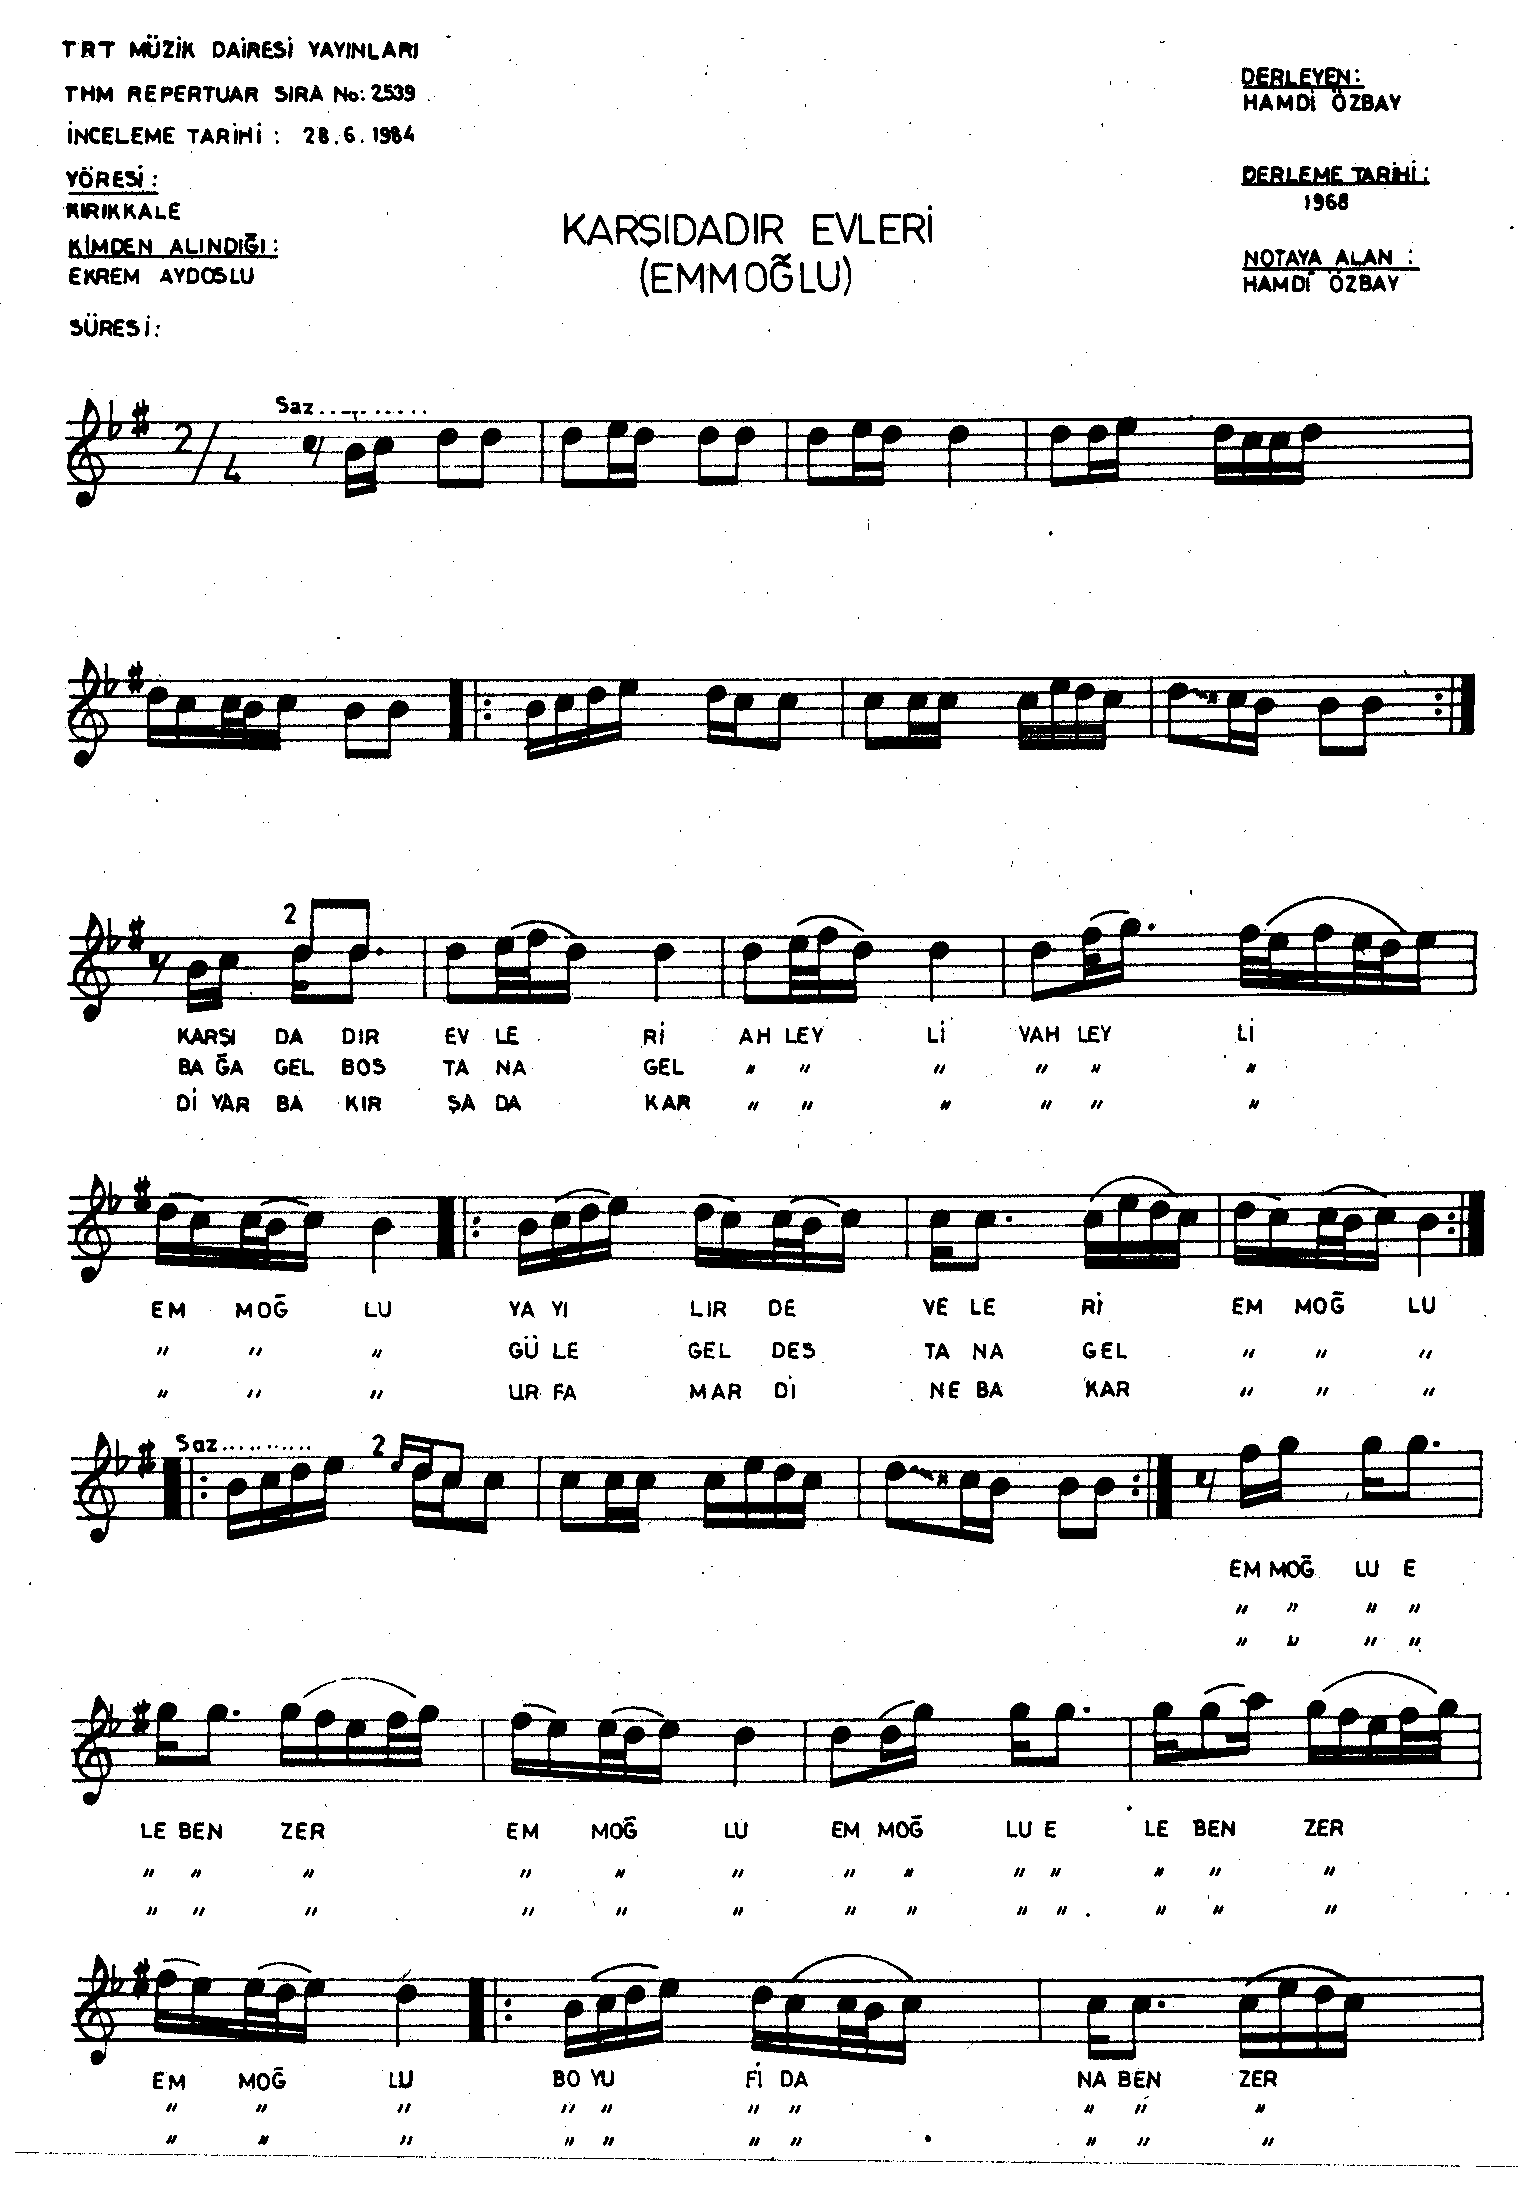 TRT MÜZİK DAİRESİ YAYINLARI
THM REPERTUAR SIRA No: 2539
İNCELEME TARİHİ : 28.6.1984
YÖRESİ :
KIRIKKALE
KİMDEN ALINDIĞI :
EKREM AYDOSLU
SÜRESİ :
DERLEYEN :
HAMDİ ÖZBAY
DERLEME TARİHİ :
1968
NOTAYA ALAN :
HAMDİ ÖZBAY
KARŞIDADIR EVLERİ
(EMMOĞLU)
Saz...........
2/4
2
KARŞI DA DIR EV LE Rİ AH LEY Lİ VAH LEY Lİ
BA ĞA GEL BOS TA NA GEL " " " " " "
Dİ YAR BA KIR ŞA DA KAR " " " " " "
EM MOĞ LU YA YI LIR DE VE LE Rİ EM MOĞ LU
" " " GÜ LE GEL DES TA NA GEL " " "
" " " UR FA MAR Dİ NE BA KAR " " "
Saz........... 2
EM MOĞ LU E
" " " "
" " " "
LE BEN ZER EM MOĞ LU EM MOĞ LU E LE BEN ZER
" " " " " " " " " " " " "
" " " " " " " " " " " " "
EM MOĞ LU BO YU Fİ DA NA BEN ZER
" " " " " " " " " "
" " " " " " " " " "